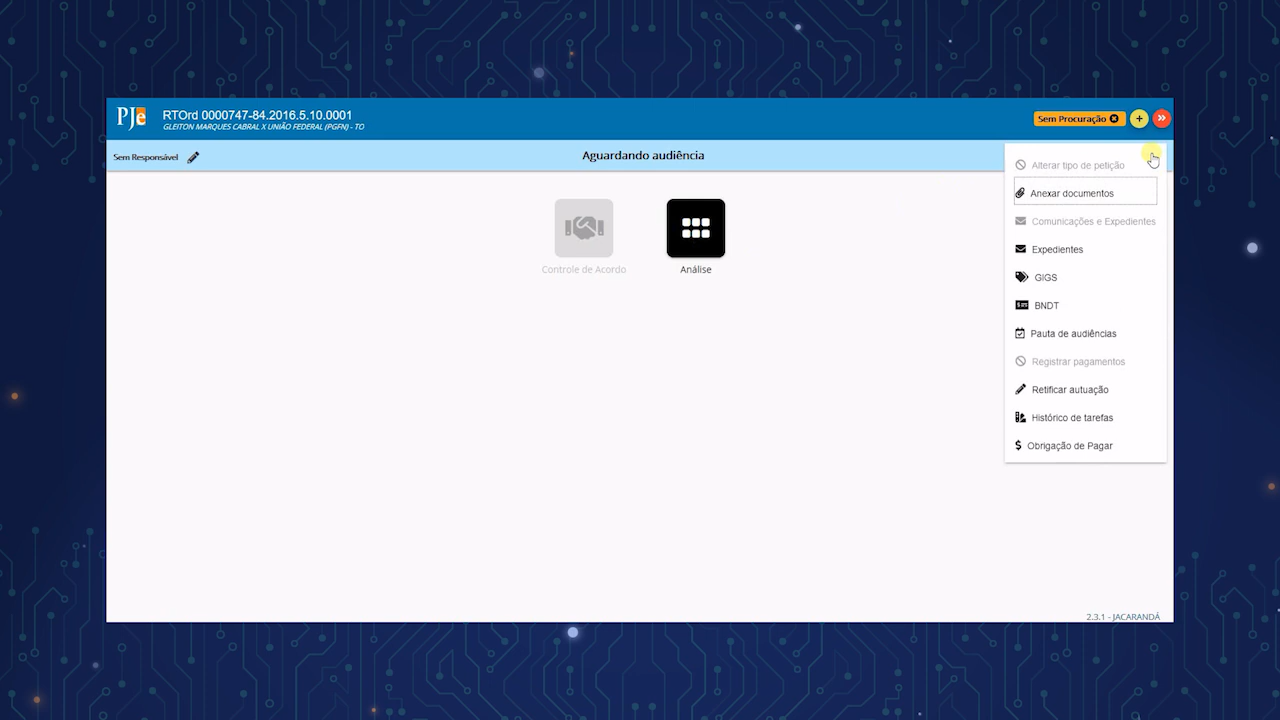 PJe
RTOrd 0000747-84.2016.5.10.0001
GLEITON MARQUES CABRAL X UNIÃO FEDERAL (PGFN) - TO
Sem Procuração
Sem Responsável
Aguardando audiência
Controle de Acordo
Análise
Alterar tipo de petição
Anexar documentos
Comunicações e Expedientes
Expedientes
GIGS
BNDT
Pauta de audiências
Registrar pagamentos
Retificar autuação
Histórico de tarefas
Obrigação de Pagar
2.3.1 - JACARANDÁ